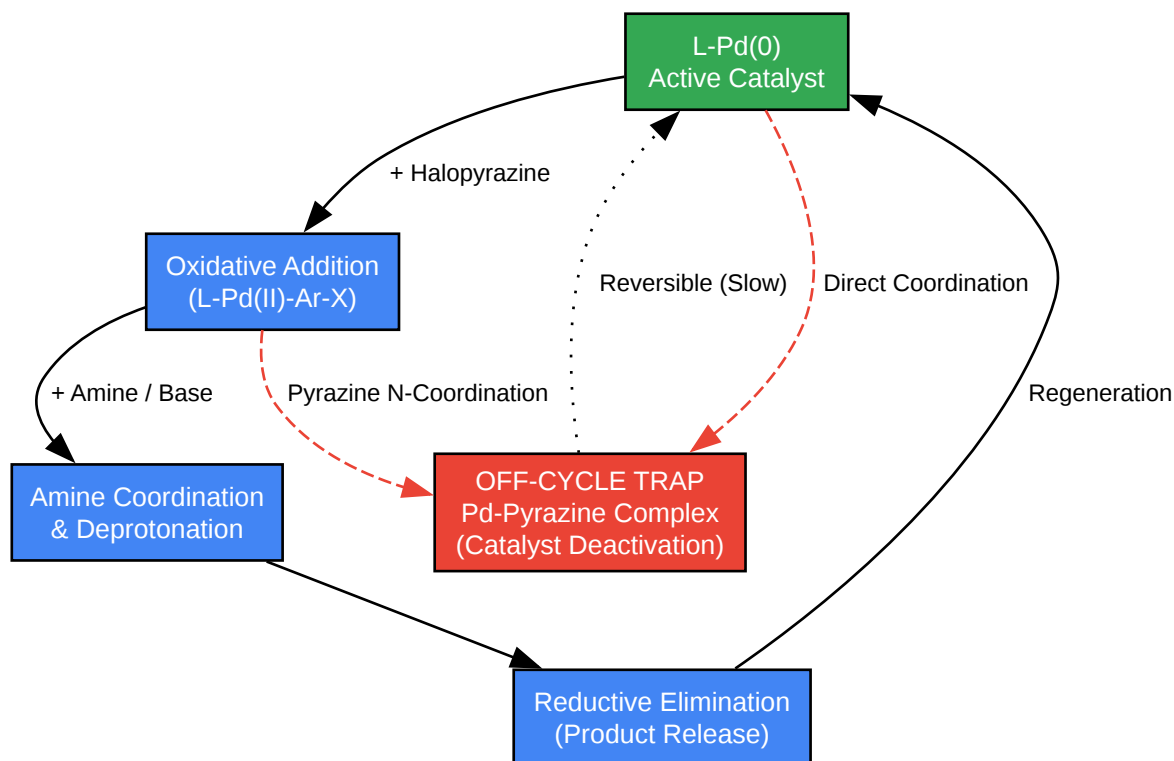 L-Pd(0)
Active Catalyst
+ Halopyrazine
Oxidative Addition
(L-Pd(II)-Ar-X)
Reversible (Slow)
Direct Coordination
+ Amine / Base
Pyrazine N-Coordination
Regeneration
Amine Coordination
& Deprotonation
OFF-CYCLE TRAP
Pd-Pyrazine Complex
(Catalyst Deactivation)
Reductive Elimination
(Product Release)